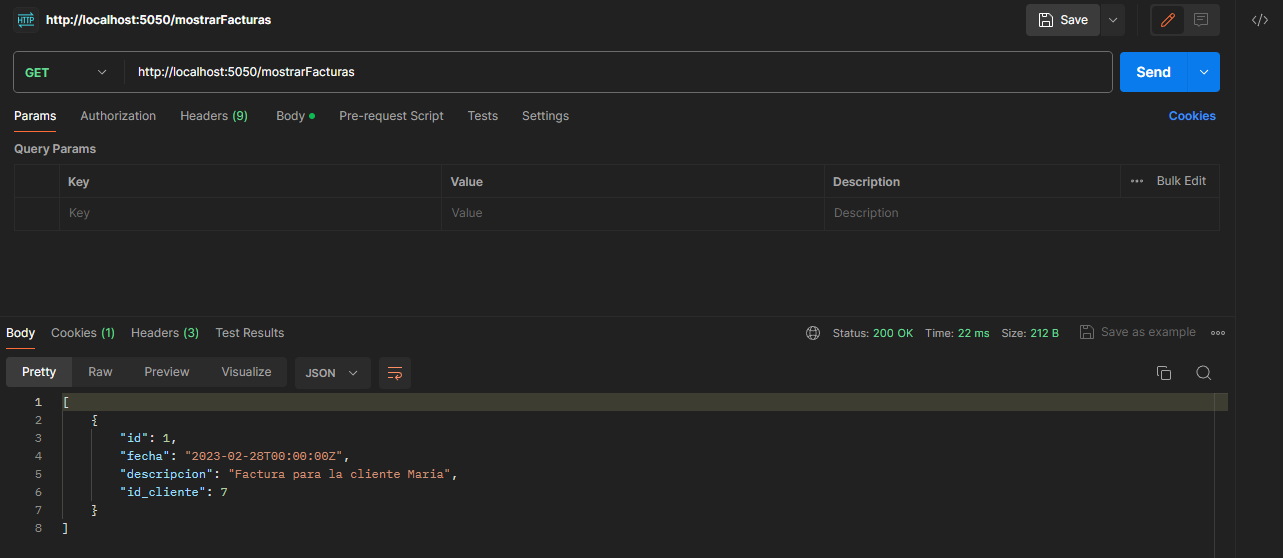 HTTP http://localhost:5050/mostrarFacturas Save
GET http://localhost:5050/mostrarFacturas Send
Params Authorization Headers (9) Body Pre-request Script Tests Settings Cookies
Query Params
Key Value Description Bulk Edit
Key Value Description
Body Cookies (1) Headers (3) Test Results Status: 200 OK Time: 22 ms Size: 212 B Save as example
Pretty Raw Preview Visualize JSON
1 [
2 {
3 "id": 1,
4 "fecha": "2023-02-28T00:00:00Z",
5 "descripcion": "Factura para la cliente Maria",
6 "id_cliente": 7
7 }
8 ]